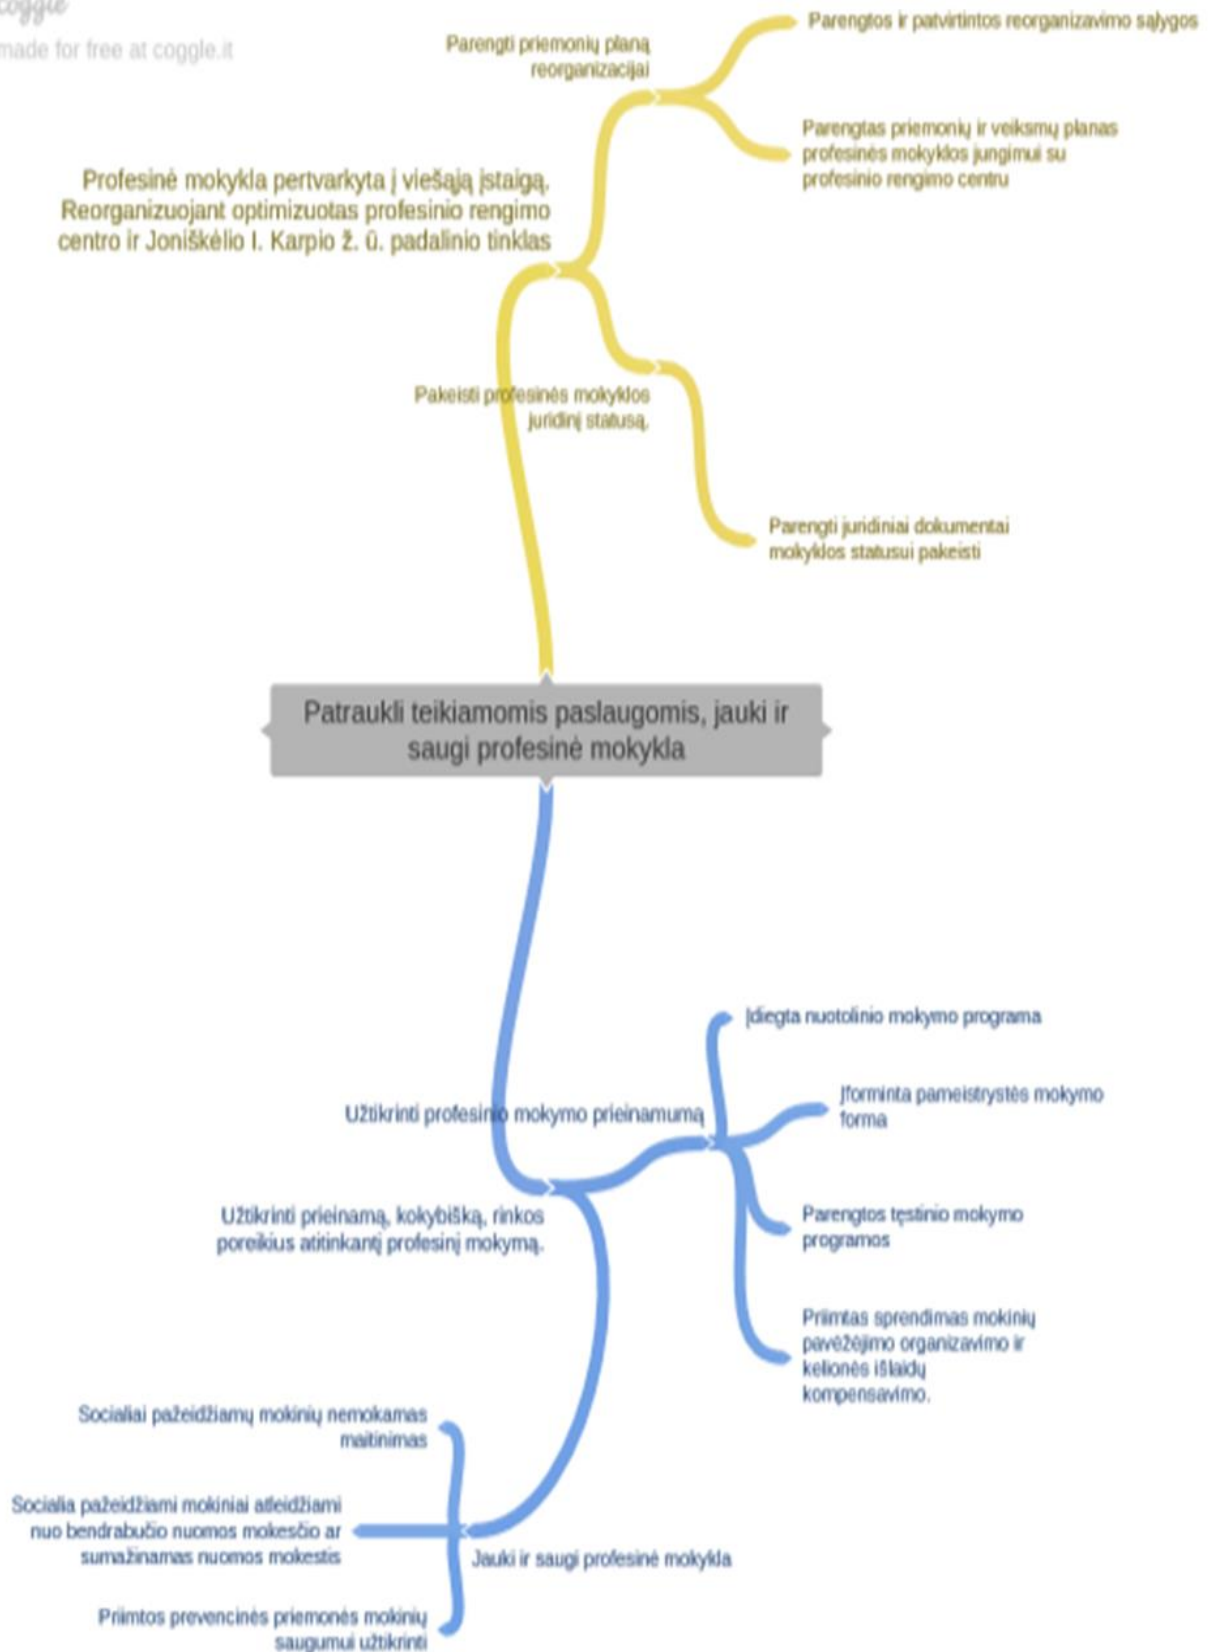 coggle
made for free at coggle.it
Parengti priemonių planą
reorganizacijai
Parengtos ir patvirtintos reorganizavimo sąlygos
Parengtas priemonių ir veiksmų planas
profesinės mokyklos jungimui su
profesinio rengimo centru
Profesinė mokykla pertvarkyta į viešąją įstaigą.
Reorganizuojant optimizuotas profesinio rengimo
centro ir Joniškėlio I. Karpio ž. ū. padalinio tinklas
Pakeisti profesinės mokyklos
juridinį statusą.
Parengti juridiniai dokumentai
mokyklos statusui pakeisti
Patraukli teikiamomis paslaugomis, jauki ir
saugi profesinė mokykla
Įdiegta nuotolinio mokymo programa
Įforminta pameistrystės mokymo
forma
Užtikrinti profesinio mokymo prieinamumą
Parengtos tęstinio mokymo
programos
Užtikrinti prieinamą, kokybišką, rinkos
poreikius atitinkantį profesinį mokymą.
Priimtas sprendimas mokinių
pavėžėjimo organizavimo ir
kelionės išlaidų
kompensavimo.
Socialiai pažeidžiamų mokinių nemokamas
maitinimas
Socialia pažeidžiami mokiniai atleidžiami
nuo bendrabučio nuomos mokesčio ar
sumažinamas nuomos mokestis
Jauki ir saugi profesinė mokykla
Priimtos prevencinės priemonės mokinių
saugumui užtikrinti